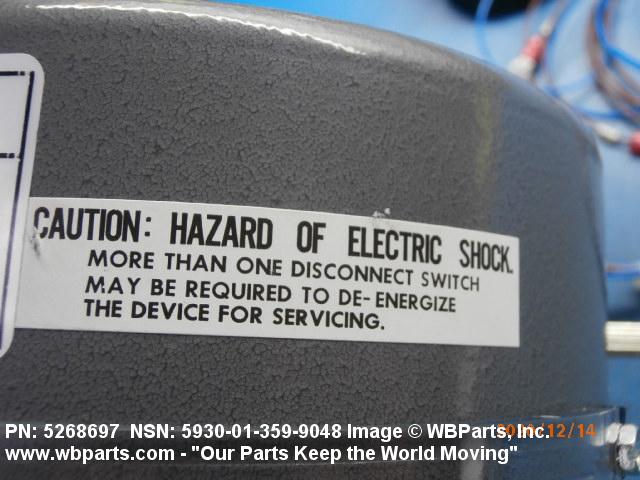 CAUTION: HAZARD OF ELECTRIC SHOCK.
MORE THAN ONE DISCONNECT SWITCH
MAY BE REQUIRED TO DE-ENERGIZE
THE DEVICE FOR SERVICING.
PN: 5268697 NSN: 5930-01-359-9048 Image © WBParts, Inc.
www.wbparts.com - "Our Parts Keep the World Moving"